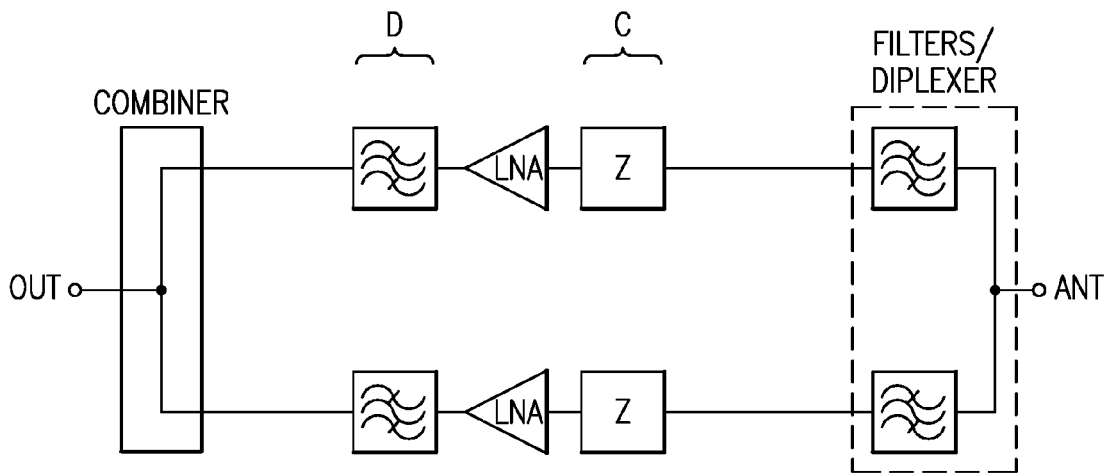 D
C
FILTERS/
DIPLEXER
COMBINER
LNA
Z
OUT
ANT
LNA
Z